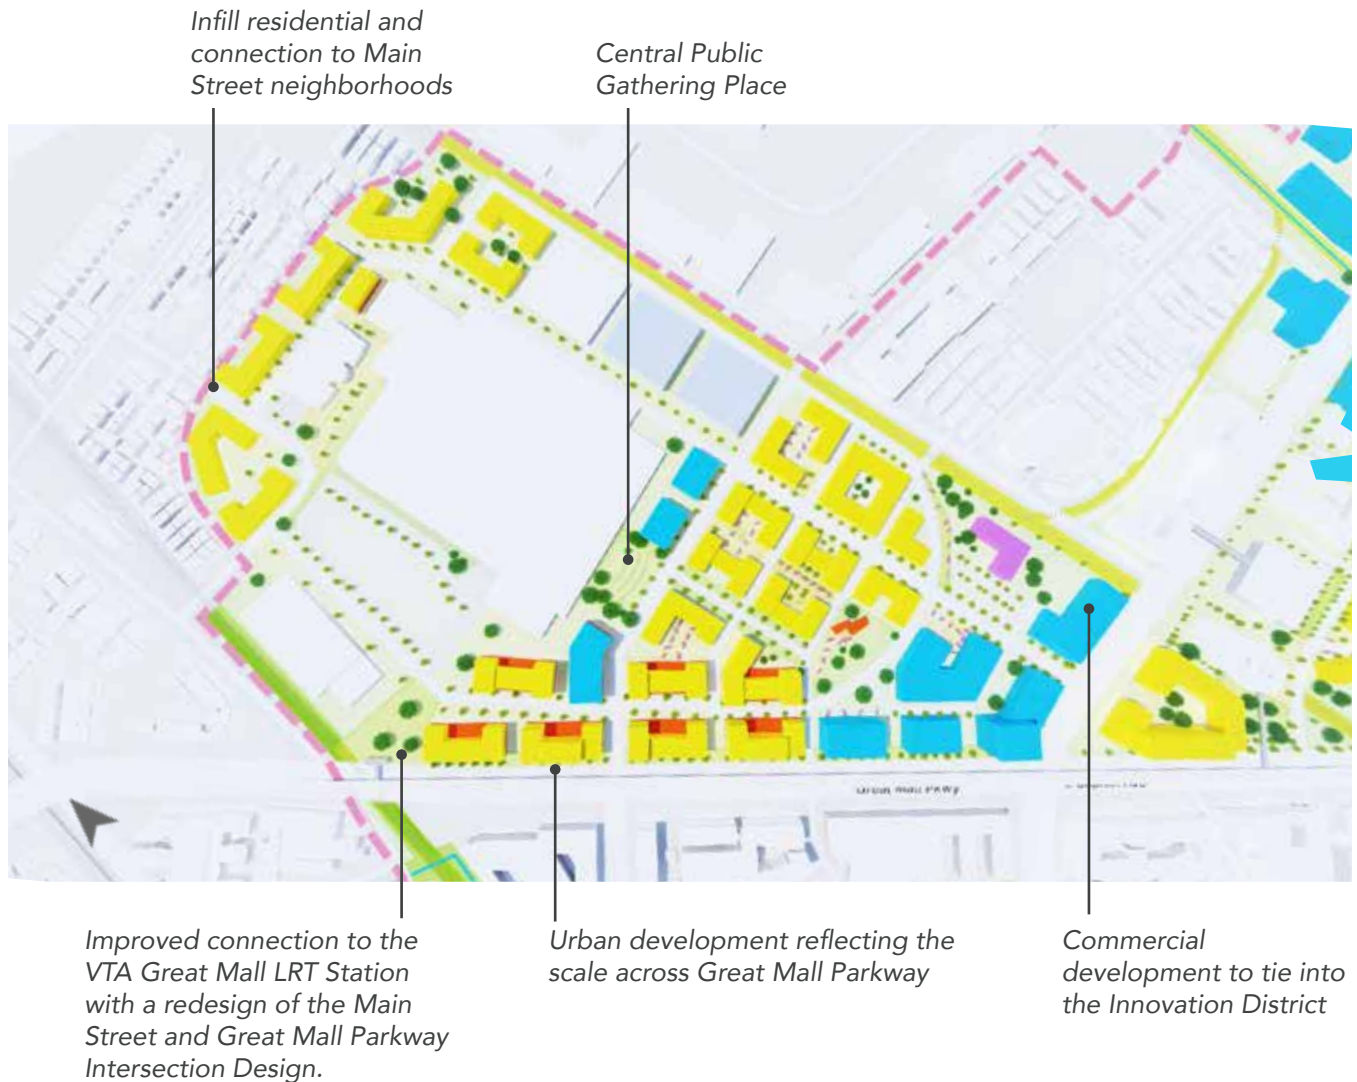 Infill residential and
connection to Main
Street neighborhoods
Central Public
Gathering Place
Mall Pkwy
Improved connection to the
VTA Great Mall LRT Station
with a redesign of the Main
Street and Great Mall Parkway
Intersection Design.
Urban development reflecting the
scale across Great Mall Parkway
Commercial
development to tie into
the Innovation District